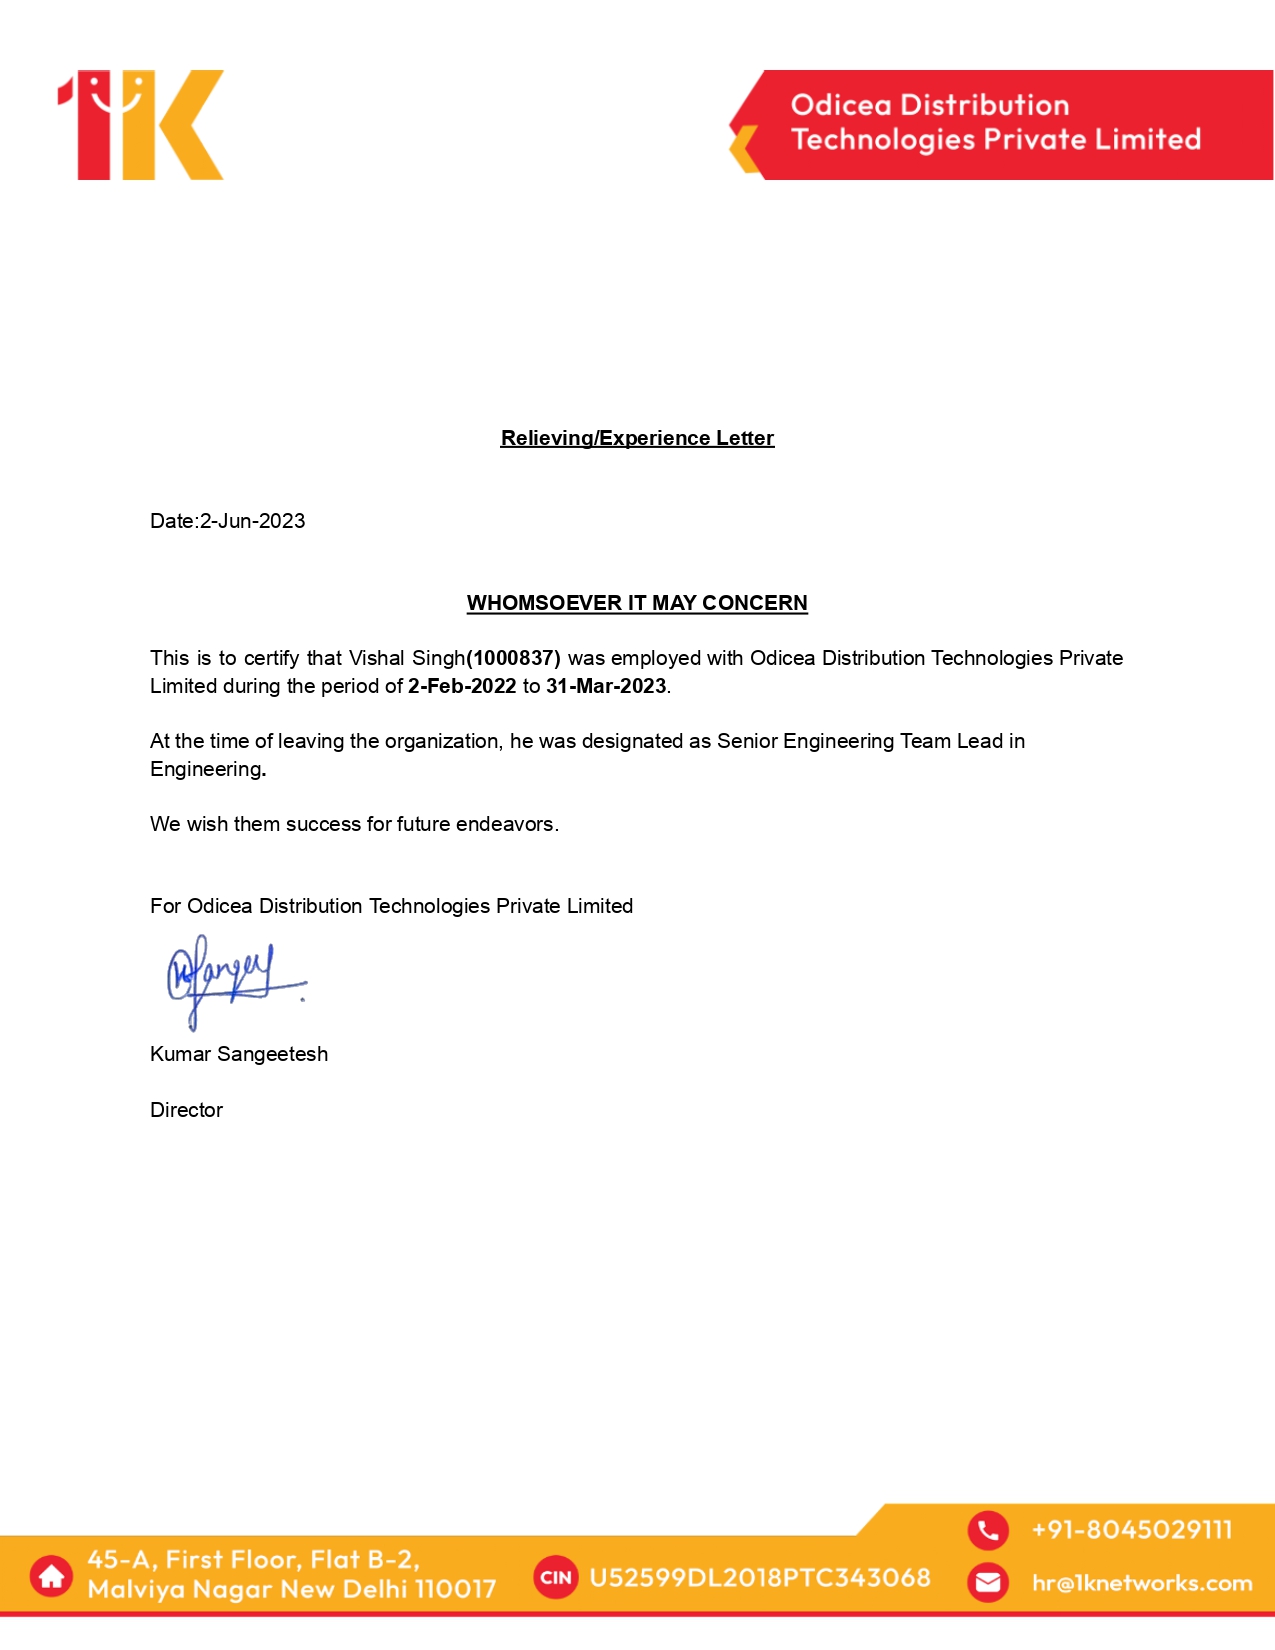 1K
Odicea Distribution
Technologies Private Limited
Relieving/Experience Letter
Date:2-Jun-2023
WHOMSOEVER IT MAY CONCERN
This is to certify that Vishal Singh(1000837) was employed with Odicea Distribution Technologies Private
Limited during the period of 2-Feb-2022 to 31-Mar-2023.
At the time of leaving the organization, he was designated as Senior Engineering Team Lead in
Engineering.
We wish them success for future endeavors.
For Odicea Distribution Technologies Private Limited
Kumar Sangeetesh
Director
45-A, First Floor, Flat B-2,
Malviya Nagar New Delhi 110017
CIN U52599DL2018PTC343068
+91-8045029111
hr@1knetworks.com